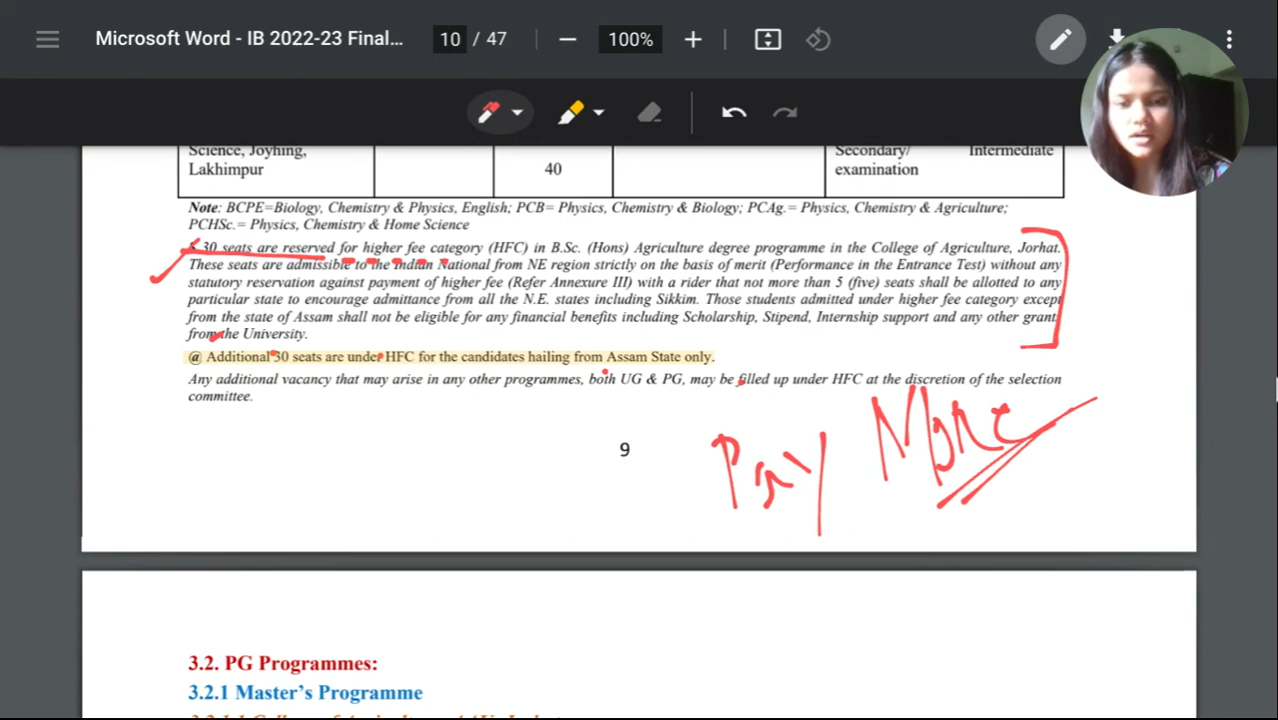 Microsoft Word - IB 2022-23 Final... 10 / 47 100%
Science, Joyhing,
Lakhimpur
40
Secondary/ Intermediate
examination
Note: BCPE=Biology, Chemistry & Physics, English; PCB= Physics, Chemistry & Biology; PCAg.= Physics, Chemistry & Agriculture;
PCHSc.= Physics, Chemistry & Home Science
30 seats are reserved for higher fee category (HFC) in B.Sc. (Hons) Agriculture degree programme in the College of Agriculture, Jorhat.
These seats are admissible to the Indian National from NE region strictly on the basis of merit (Performance in the Entrance Test) without any
statutory reservation against payment of higher fee (Refer Annexure III) with a rider that not more than 5 (five) seats shall be allotted to any
particular state to encourage admittance from all the N.E. states including Sikkim. Those students admitted under higher fee category except
from the state of Assam shall not be eligible for any financial benefits including Scholarship, Stipend, Internship support and any other grants
from the University.
@ Additional 30 seats are under HFC for the candidates hailing from Assam State only.
Any additional vacancy that may arise in any other programmes, both UG & PG, may be filled up under HFC at the discretion of the selection
committee.
9
Pay More
3.2. PG Programmes:
3.2.1 Master's Programme